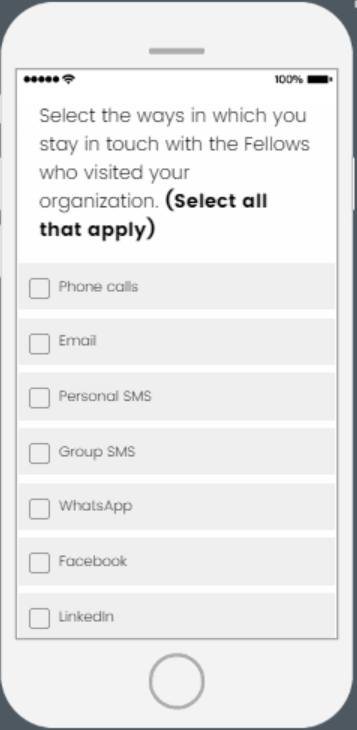 100%
Select the ways in which you
stay in touch with the Fellows
who visited your
organization. (Select all
that apply)
Phone calls
Email
Personal SMS
Group SMS
WhatsApp
Facebook
LinkedIn